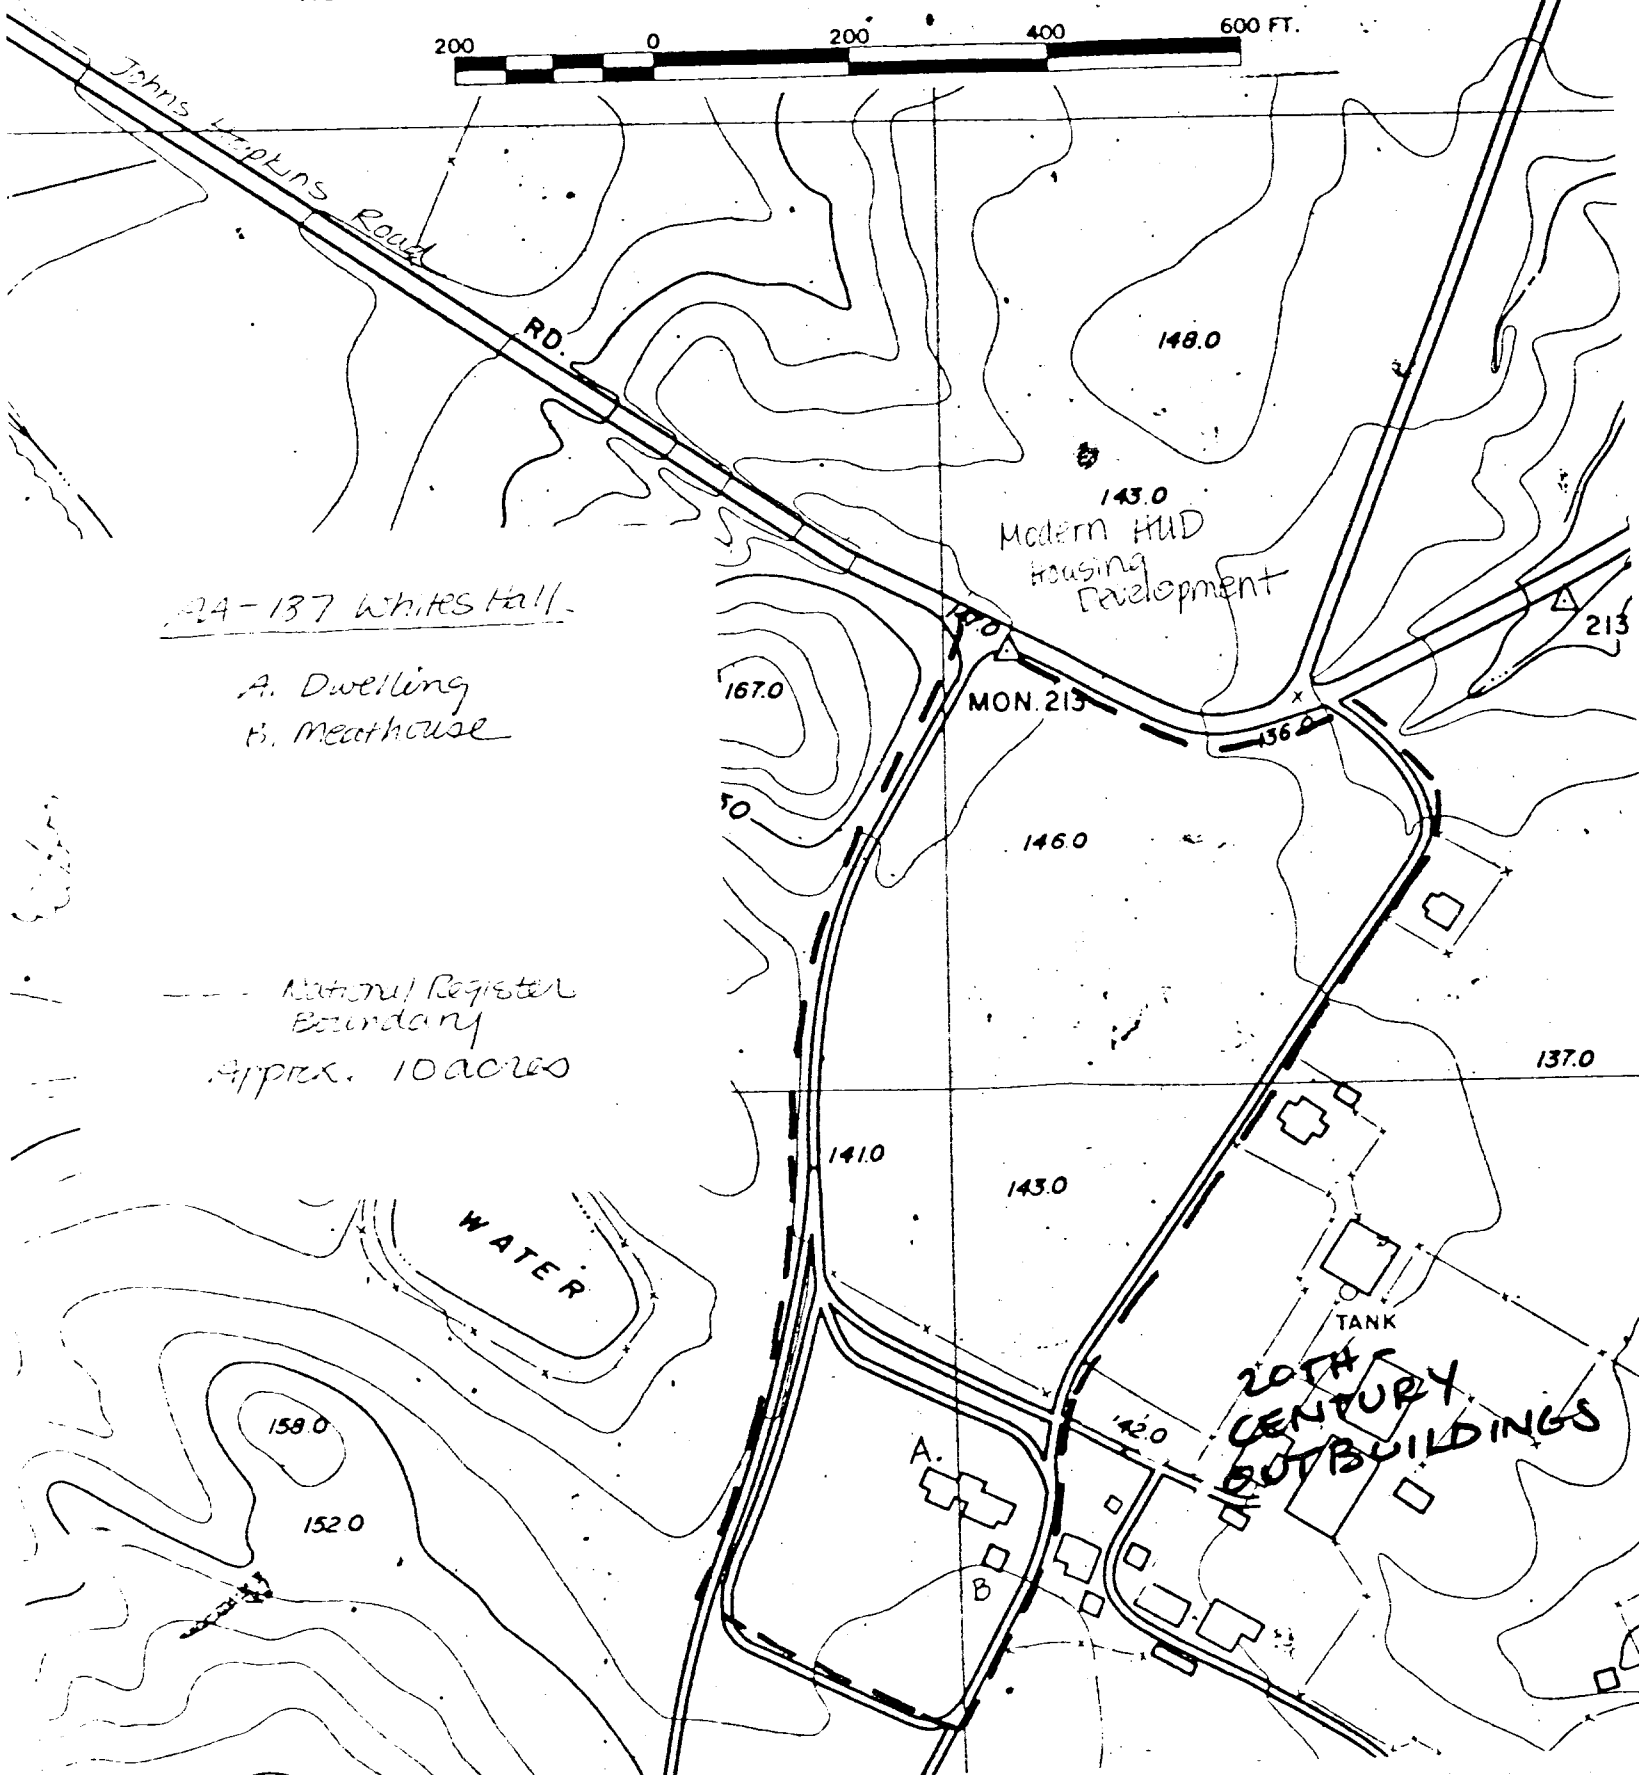 200 0 200 400 600 FT.
Johns Hopkins Road
RD.
148.0
143.0
Modern HUD
Housing
Development
AA-137 Whites Hall.
A. Dwelling
B. Meathouse
213
167.0
MON. 213
136.0
50
146.0
--- National Register
Boundary
Approx. 10 acres
137.0
141.0
143.0
WATER
TANK
20TH
CENTURY
OUTBUILDINGS
158.0
142.0
A.
152.0
B